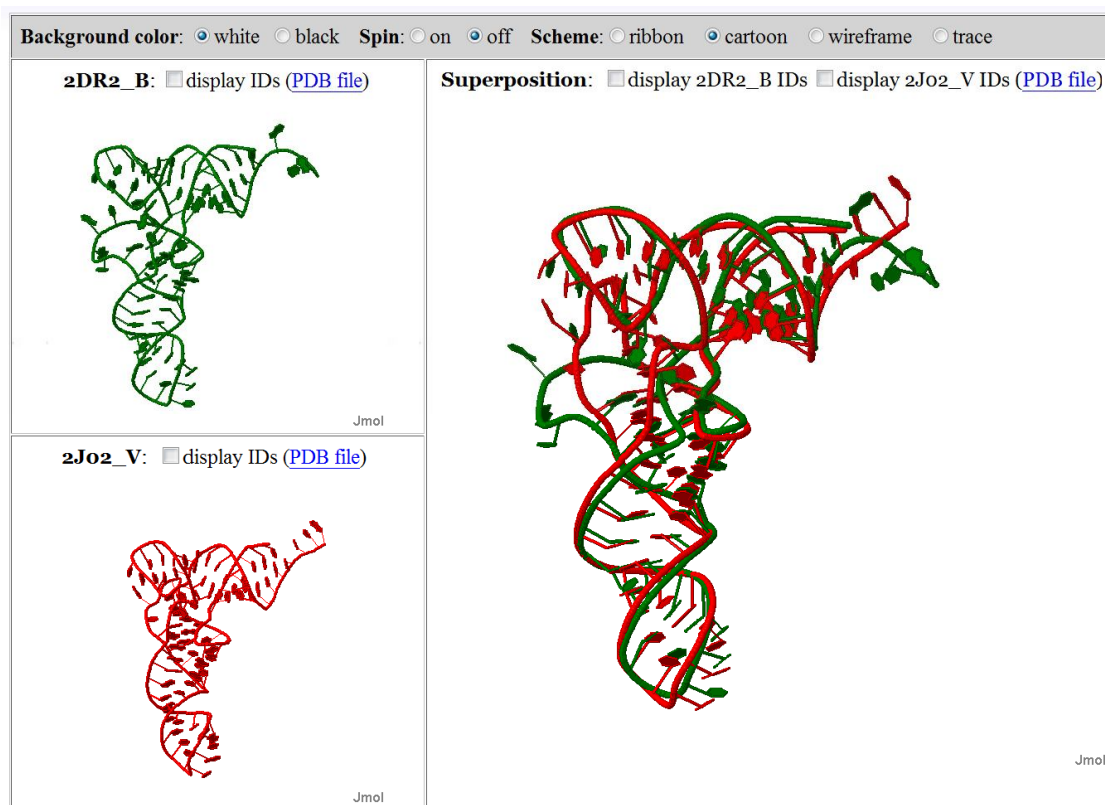 Background color: white black Spin: on off Scheme: ribbon cartoon wireframe trace
2DR2_B: display IDs (PDB file)
Jmol
2J02_V: display IDs (PDB file)
Jmol
Superposition: display 2DR2_B IDs display 2J02_V IDs (PDB file)
Jmol